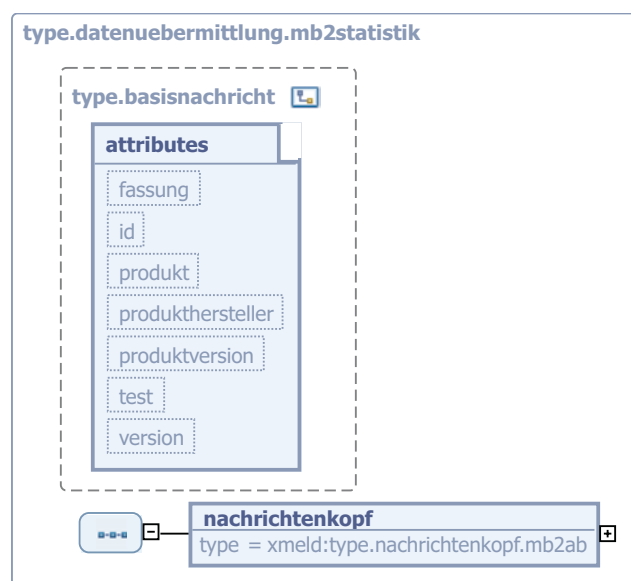 type.datenuebermittlung.mb2statistik
type.basisnachricht
attributes
fassung
id
produkt
produkthersteller
produktversion
test
version
nachrichtenkopf
type = xmeld:type.nachrichtenkopf.mb2ab